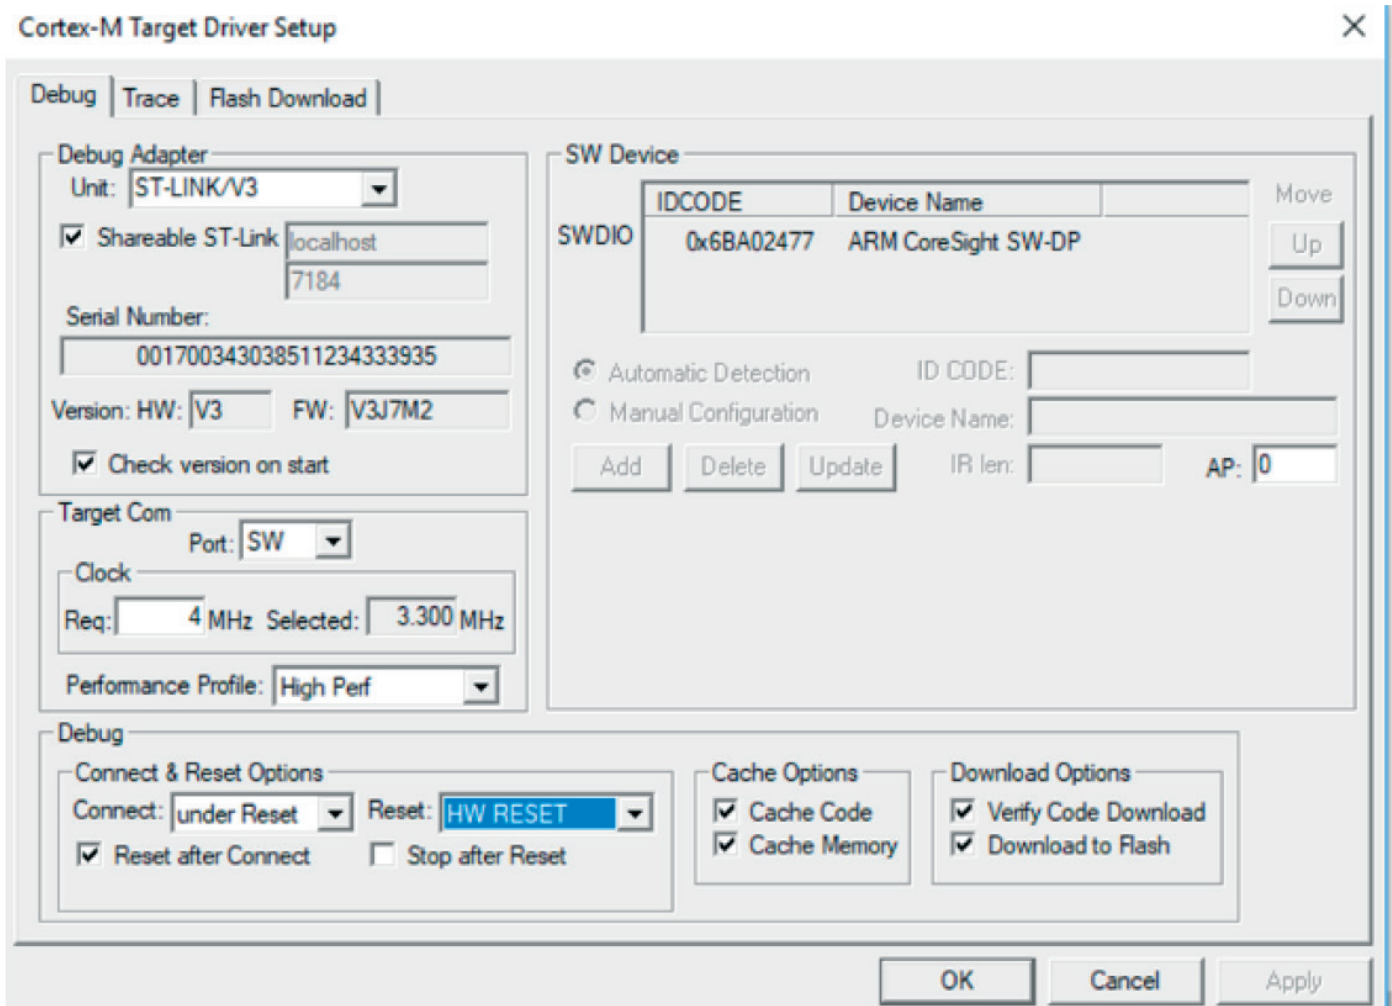 Cortex-M Target Driver Setup
Debug Trace Flash Download
Debug Adapter
Unit: ST-LINK/V3
Shareable ST-Link localhost
7184
Serial Number:
001700343038511234333935
Version: HW: V3 FW: V3J7M2
Check version on start
SW Device
IDCODE Device Name
SWDIO 0x6BA02477 ARM CoreSight SW-DP
Move
Up
Down
Automatic Detection ID CODE:
Manual Configuration Device Name:
Add Delete Update IR len: AP: 0
Target Com
Port: SW
Clock
Req: 4 MHz Selected: 3.300 MHz
Performance Profile: High Perf
Debug
Connect & Reset Options
Connect: under Reset Reset: HW RESET
Reset after Connect Stop after Reset
Cache Options
Cache Code
Cache Memory
Download Options
Verify Code Download
Download to Flash
OK Cancel Apply